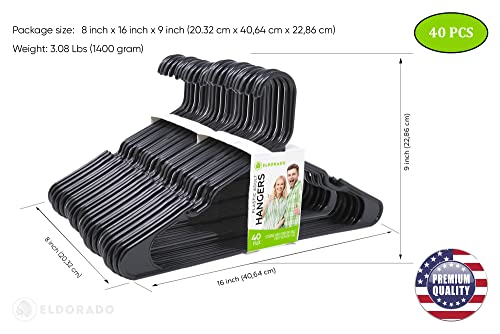 Package size: 8 inch x 16 inch x 9 inch (20.32 cm x 40,64 cm x 22,86 cm)
Weight: 3.08 Lbs (1400 gram)
40 PCS
9 inch (22,86 cm)
ELDORADO
HANGERS
40
8 inch (20.32)
16 inch (40,64 cm)
PREMIUM
QUALITY
ELDORADO